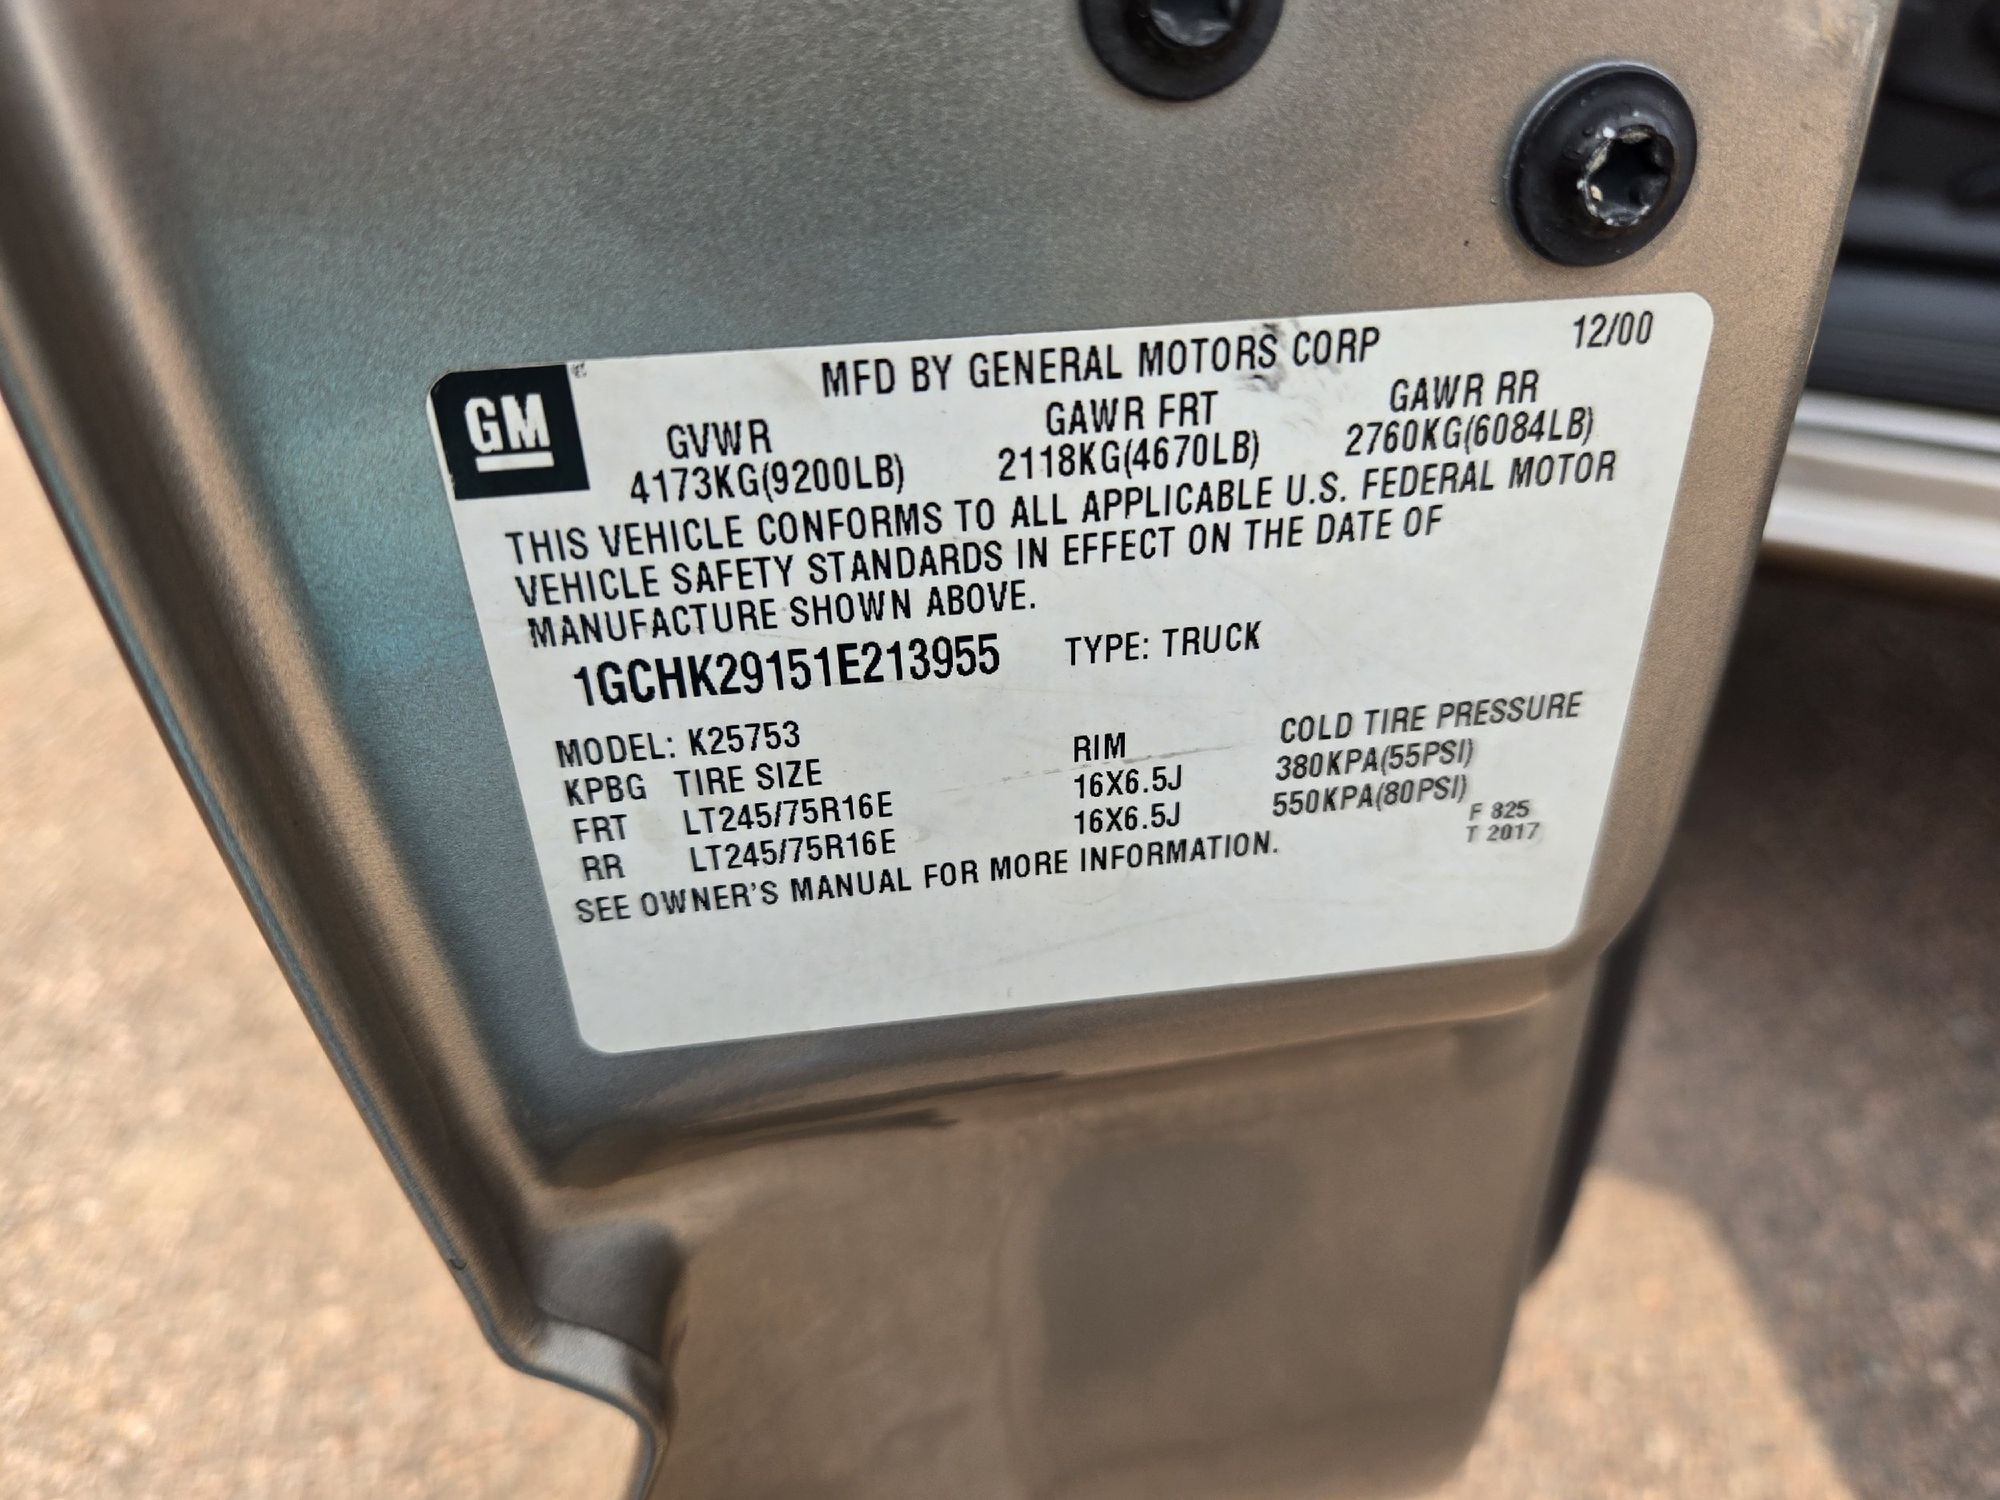 MFD BY GENERAL MOTORS CORP 12/00
GM
GVWR GAWR FRT GAWR RR
4173KG(9200LB) 2118KG(4670LB) 2760KG(6084LB)
THIS VEHICLE CONFORMS TO ALL APPLICABLE U.S. FEDERAL MOTOR
VEHICLE SAFETY STANDARDS IN EFFECT ON THE DATE OF
MANUFACTURE SHOWN ABOVE.
1GCHK29151E213955 TYPE: TRUCK
MODEL: K25753
KPBG TIRE SIZE RIM COLD TIRE PRESSURE
FRT LT245/75R16E 16X6.5J 380KPA(55PSI)
RR LT245/75R16E 16X6.5J 550KPA(80PSI)
SEE OWNER'S MANUAL FOR MORE INFORMATION.
F 825
T 2017